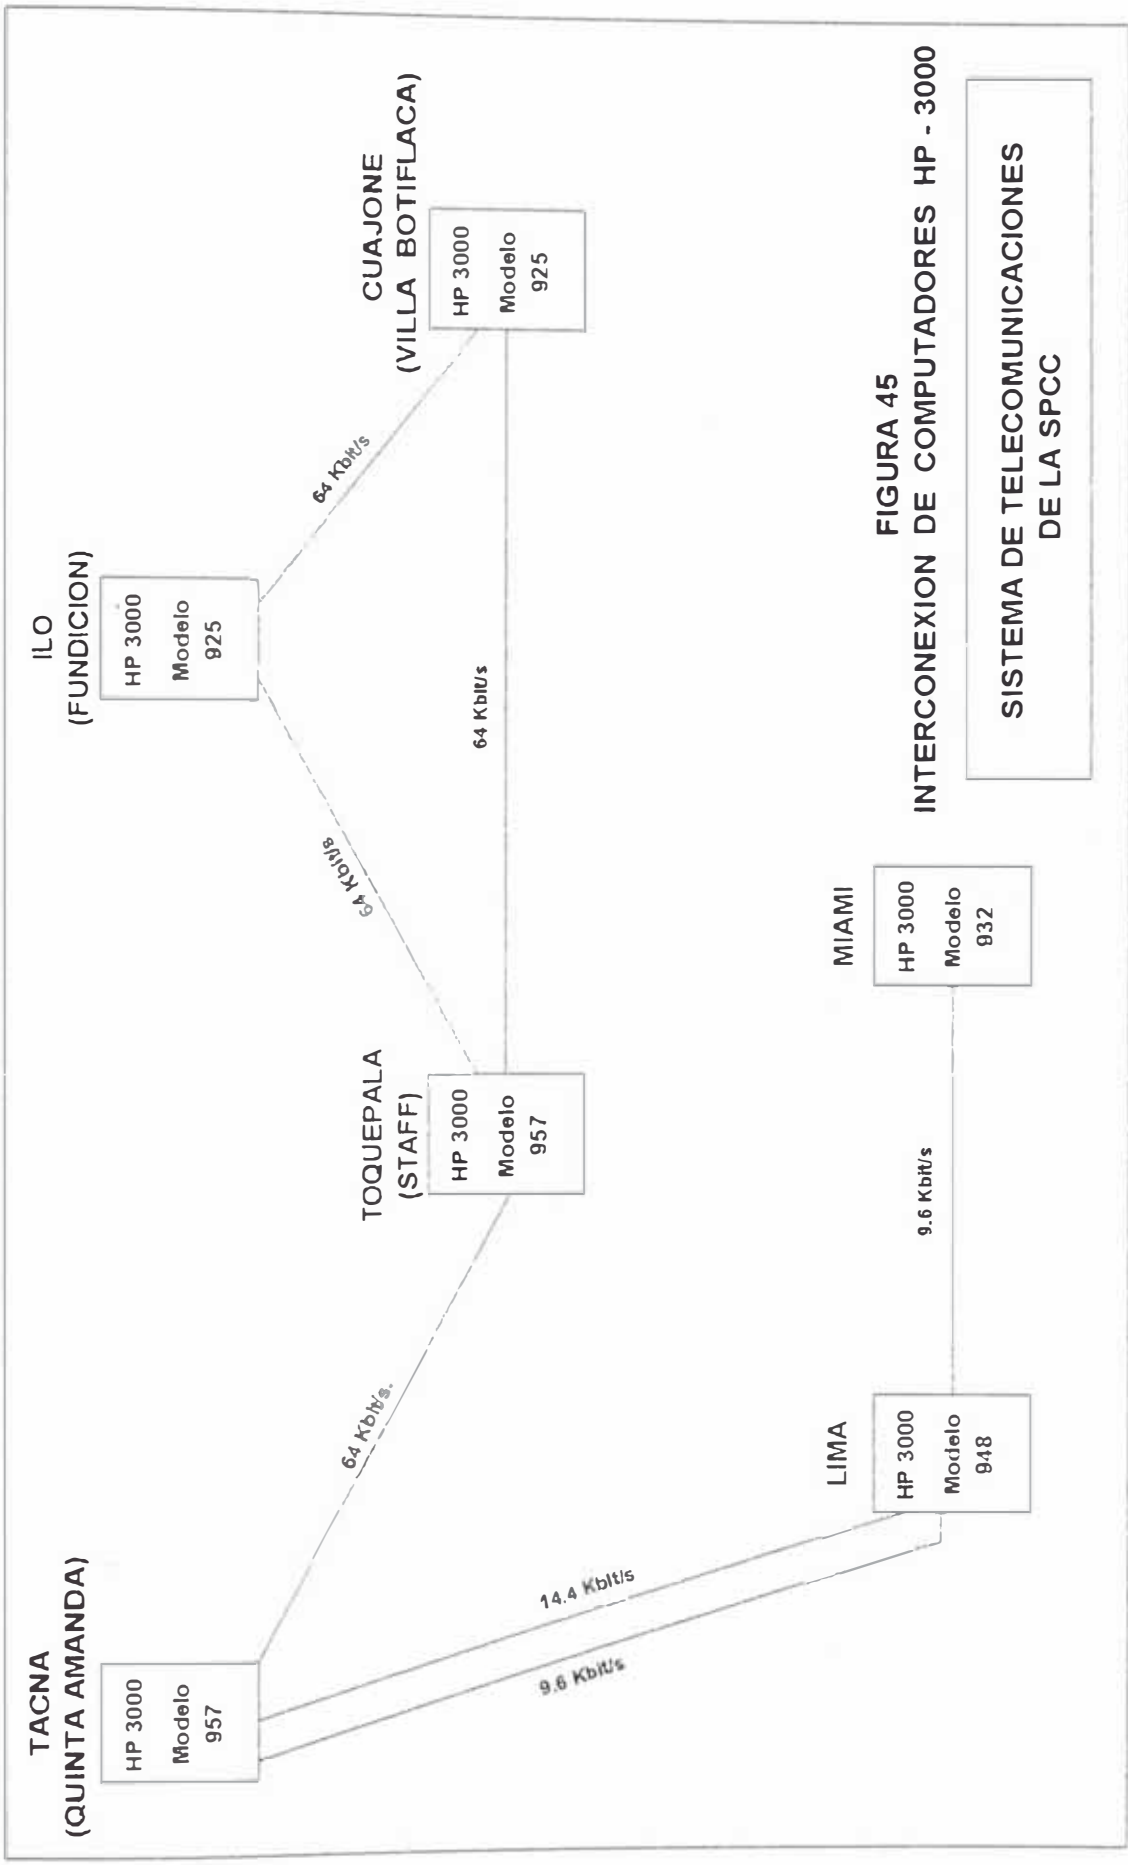 TACNA
(QUINTA AMANDA)
HP 3000
Modelo
957
ILO
(FUNDICION)
HP 3000
Modelo
925
64 Kbit/s.
64 Kbit/s
64 Kbit/s
TOQUEPALA
(STAFF)
HP 3000
Modelo
957
CUAJONE
(VILLA BOTIFLACA)
HP 3000
Modelo
925
64 Kbit/s
14.4 Kbit/s
9.6 Kbit/s
LIMA
HP 3000
Modelo
948
9.6 Kbit/s
MIAMI
HP 3000
Modelo
932
FIGURA 45
INTERCONEXION DE COMPUTADORES HP - 3000
SISTEMA DE TELECOMUNICACIONES
DE LA SPCC